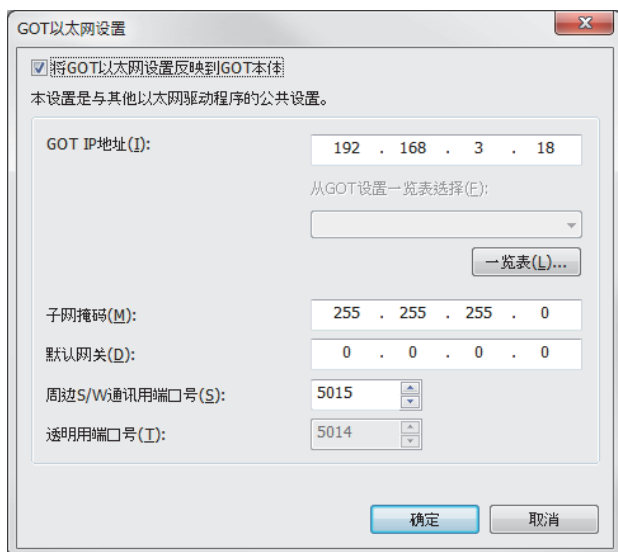 GOT以太网设置
将GOT以太网设置反映到GOT本体
本设置是与其他以太网驱动程序的公共设置。
GOT IP地址(I): 192 . 168 . 3 . 18
从GOT设置一览表选择(F):
一览表(L)...
子网掩码(M): 255 . 255 . 255 . 0
默认网关(D): 0 . 0 . 0 . 0
周边S/W通讯用端口号(S): 5015
透明用端口号(T): 5014
确定 取消